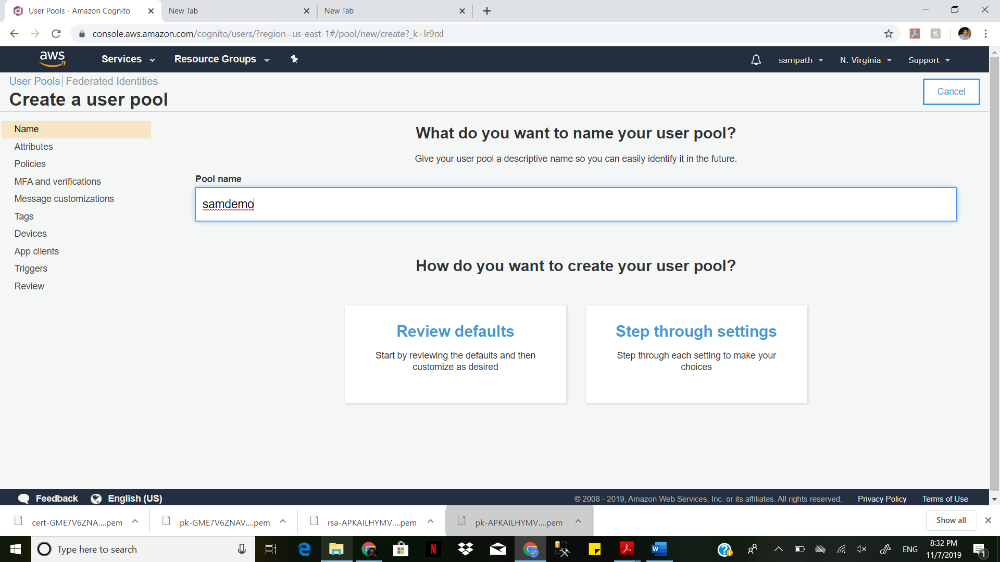 User Pools - Amazon Cognito
New Tab
New Tab
console.aws.amazon.com/cognito/users/?region=us-east-1#/pool/new/create?_k=lr9rxl
aws
Services
Resource Groups
sampath
N. Virginia
Support
User Pools
Federated Identities
Create a user pool
Cancel
Name
Attributes
Policies
MFA and verifications
Message customizations
Tags
Devices
App clients
Triggers
Review
What do you want to name your user pool?
Give your user pool a descriptive name so you can easily identify it in the future.
Pool name
samdemo
How do you want to create your user pool?
Review defaults
Start by reviewing the defaults and then
customize as desired
Step through settings
Step through each setting to make your
choices
Feedback
English (US)
© 2008 - 2019, Amazon Web Services, Inc. or its affiliates. All rights reserved.
Privacy Policy
Terms of Use
cert-GME7V6ZNA....pem
pk-GME7V6ZNAV....pem
rsa-APKAILHYMV....pem
pk-APKAILHYMV....pem
Show all
Type here to search
ENG
8:32 PM
11/7/2019
1